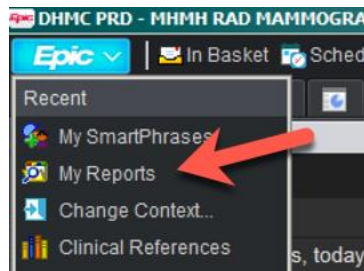 Epic DHMC PRD - MHMH RAD MAMMOGRA
Epic In Basket Sched
Recent
My SmartPhrases
My Reports
Change Context...
Clinical References
s, today